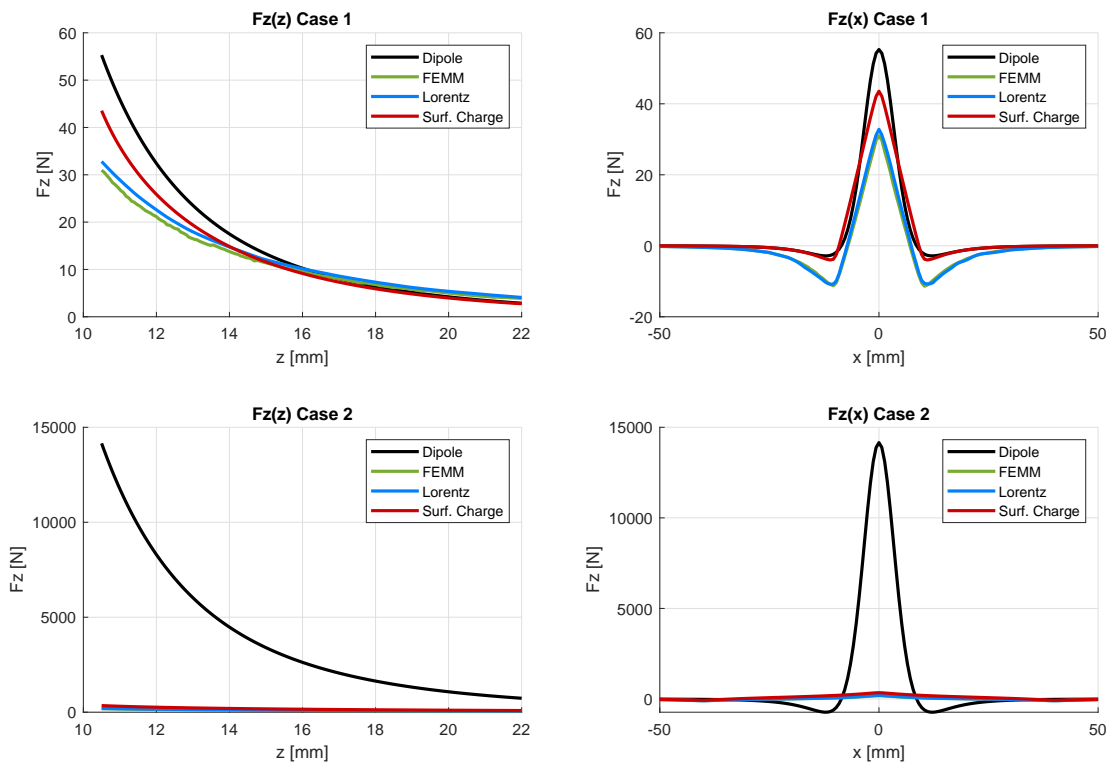 Fz(z) Case 1
60
50
40
30
20
10
0
Fz [N]
10 12 14 16 18 20 22
z [mm]
Dipole
FEMM
Lorentz
Surf. Charge
Fz(x) Case 1
60
40
20
0
-20
Fz [N]
-50 0 50
x [mm]
Dipole
FEMM
Lorentz
Surf. Charge
Fz(z) Case 2
15000
10000
5000
0
Fz [N]
10 12 14 16 18 20 22
z [mm]
Dipole
FEMM
Lorentz
Surf. Charge
Fz(x) Case 2
15000
10000
5000
0
Fz [N]
-50 0 50
x [mm]
Dipole
FEMM
Lorentz
Surf. Charge